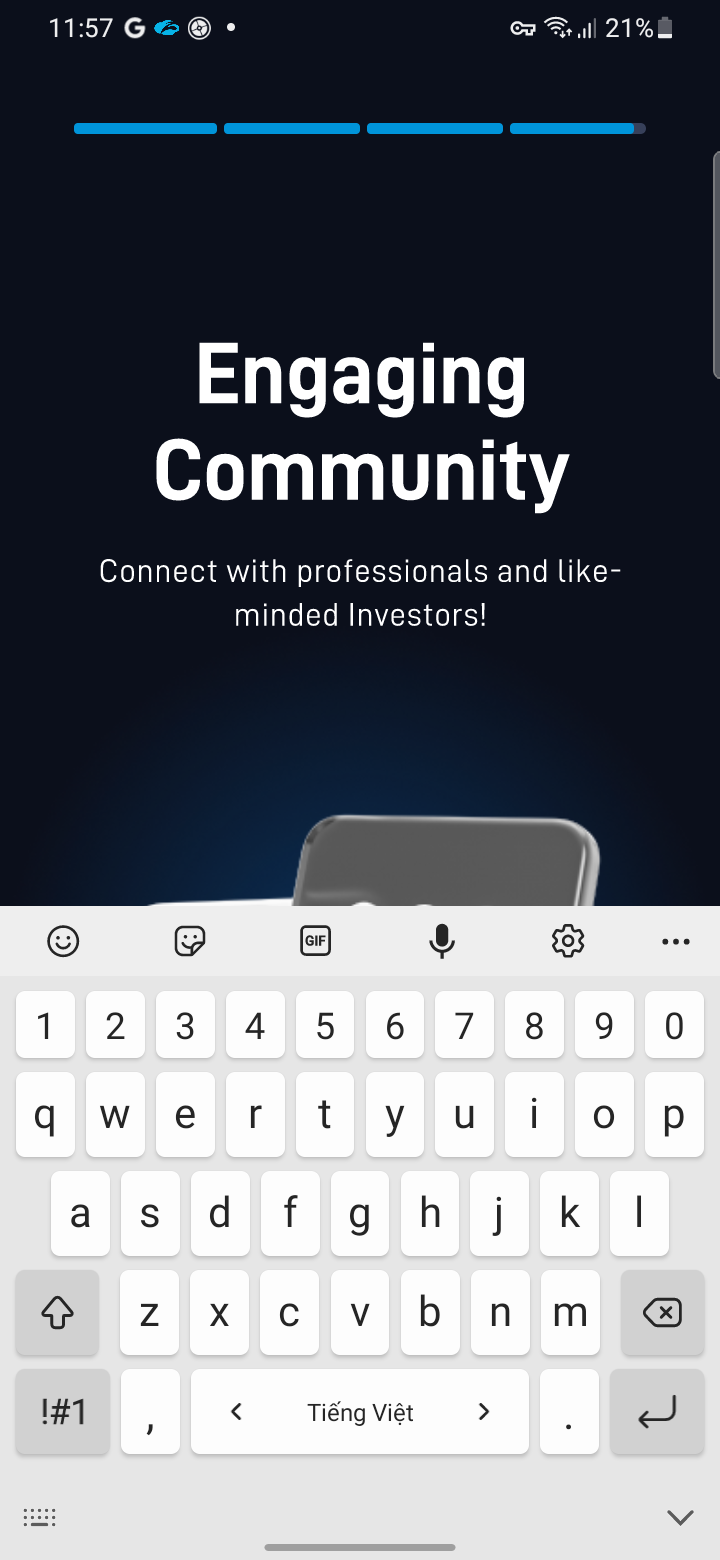 11:57 G 21%
Engaging
Community
Connect with professionals and like-
minded Investors!
GIF
1 2 3 4 5 6 7 8 9 0
q w e r t y u i o p
a s d f g h j k l
z x c v b n m
!#1 , < Tiếng Việt > .